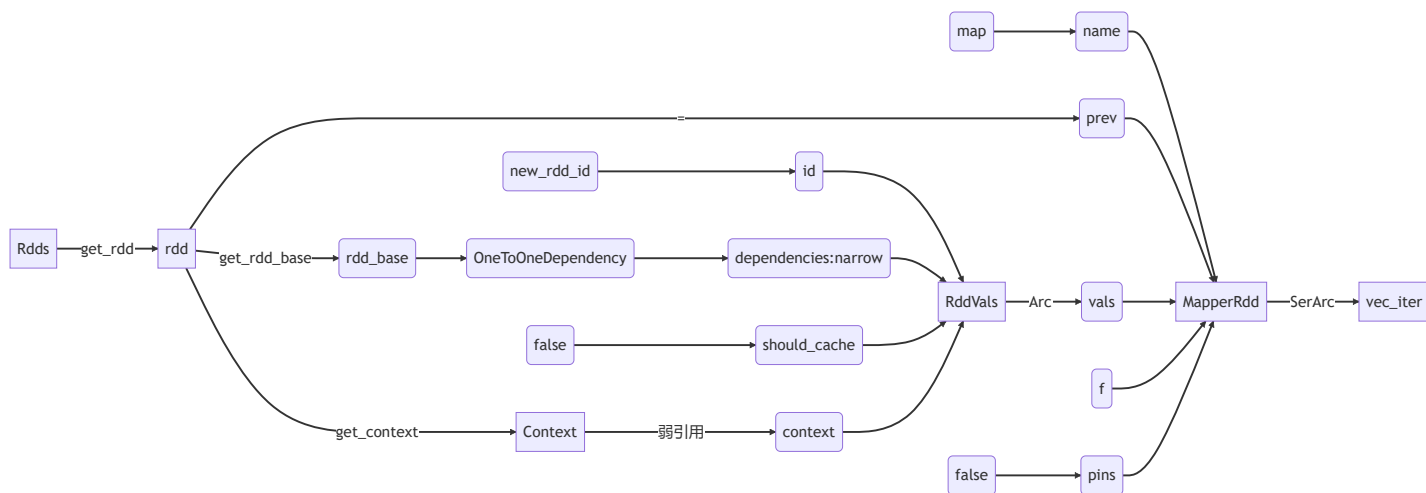 map
name
=
prev
new_rdd_id
id
Rdds
get_rdd
rdd
get_rdd_base
rdd_base
OneToOneDependency
dependencies:narrow
RddVals
Arc
vals
MapperRdd
SerArc
vec_iter
false
should_cache
f
get_context
Context
弱引用
context
false
pins